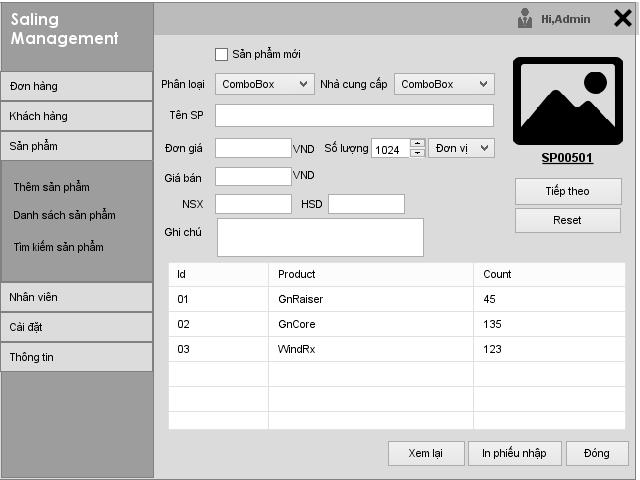 Saling
Management
Hi,Admin
Đơn hàng
Khách hàng
Sản phẩm
Thêm sản phẩm
Danh sách sản phẩm
Tìm kiếm sản phẩm
Nhân viên
Cài đặt
Thông tin
Sản phẩm mới
Phân loại ComboBox Nhà cung cấp ComboBox
Tên SP
Đơn giá VND Số lượng 1024 Đơn vị
Giá bán VND
NSX HSD
Ghi chú
SP00501
Tiếp theo
Reset
Id Product Count
01 GnRaiser 45
02 GnCore 135
03 WindRx 123
Xem lại In phiếu nhập Đóng